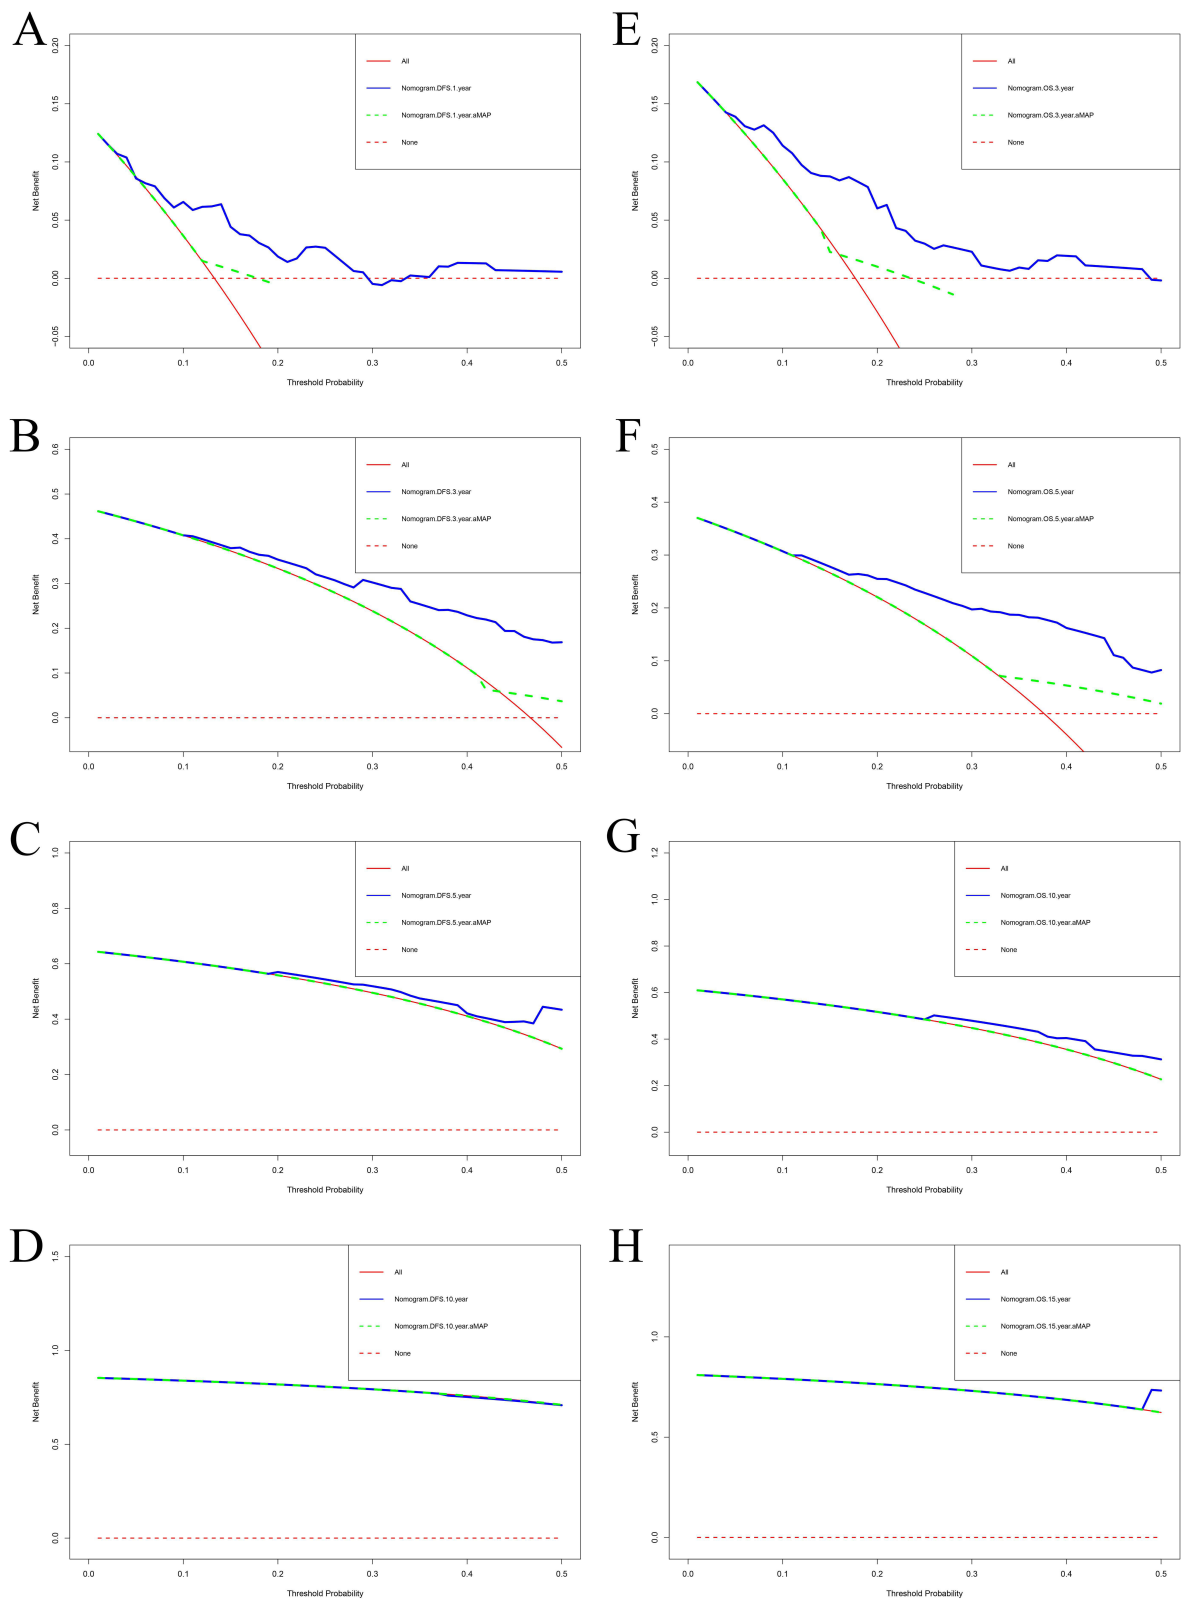 A
0.20
0.15
0.10
0.05
0.00
−0.05
Net Benefit
All
Nomogram.DFS.1.year
Nomogram.DFS.1.year.aMAP
None
0.0 0.1 0.2 0.3 0.4 0.5
Threshold Probability
E
0.20
0.15
0.10
0.05
0.00
−0.05
Net Benefit
All
Nomogram.OS.3.year
Nomogram.OS.3.year.aMAP
None
0.0 0.1 0.2 0.3 0.4 0.5
Threshold Probability
B
0.6
0.5
0.4
0.3
0.2
0.1
0.0
Net Benefit
All
Nomogram.DFS.3.year
Nomogram.DFS.3.year.aMAP
None
0.0 0.1 0.2 0.3 0.4 0.5
Threshold Probability
F
0.5
0.4
0.3
0.2
0.1
0.0
Net Benefit
All
Nomogram.OS.5.year
Nomogram.OS.5.year.aMAP
None
0.0 0.1 0.2 0.3 0.4 0.5
Threshold Probability
C
1.0
0.8
0.6
0.4
0.2
0.0
Net Benefit
All
Nomogram.DFS.5.year
Nomogram.DFS.5.year.aMAP
None
0.0 0.1 0.2 0.3 0.4 0.5
Threshold Probability
G
1.2
1.0
0.8
0.6
0.4
0.2
0.0
Net Benefit
All
Nomogram.OS.10.year
Nomogram.OS.10.year.aMAP
None
0.0 0.1 0.2 0.3 0.4 0.5
Threshold Probability
D
1.5
1.0
0.5
0.0
Net Benefit
All
Nomogram.DFS.10.year
Nomogram.DFS.10.year.aMAP
None
0.0 0.1 0.2 0.3 0.4 0.5
Threshold Probability
H
1.0
0.5
0.0
Net Benefit
All
Nomogram.OS.15.year
Nomogram.OS.15.year.aMAP
None
0.0 0.1 0.2 0.3 0.4 0.5
Threshold Probability